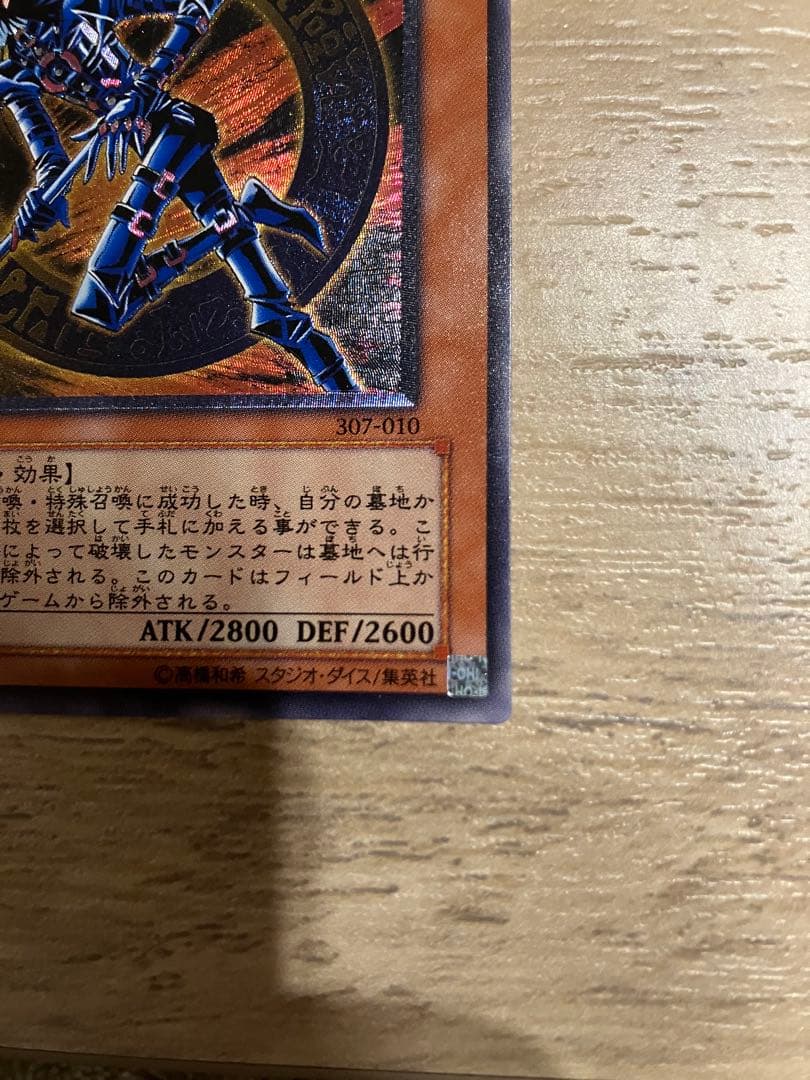 307-010
・効果】
喚・特殊召喚に成功した時、自分の墓地か
枚を選択して手札に加える事ができる。こ
によって破壊したモンスターは墓地へは行
除外される。このカードはフィールド上か
ゲームから除外される。
ATK/2800 DEF/2600
©高橋和希 スタジオ・ダイス/集英社